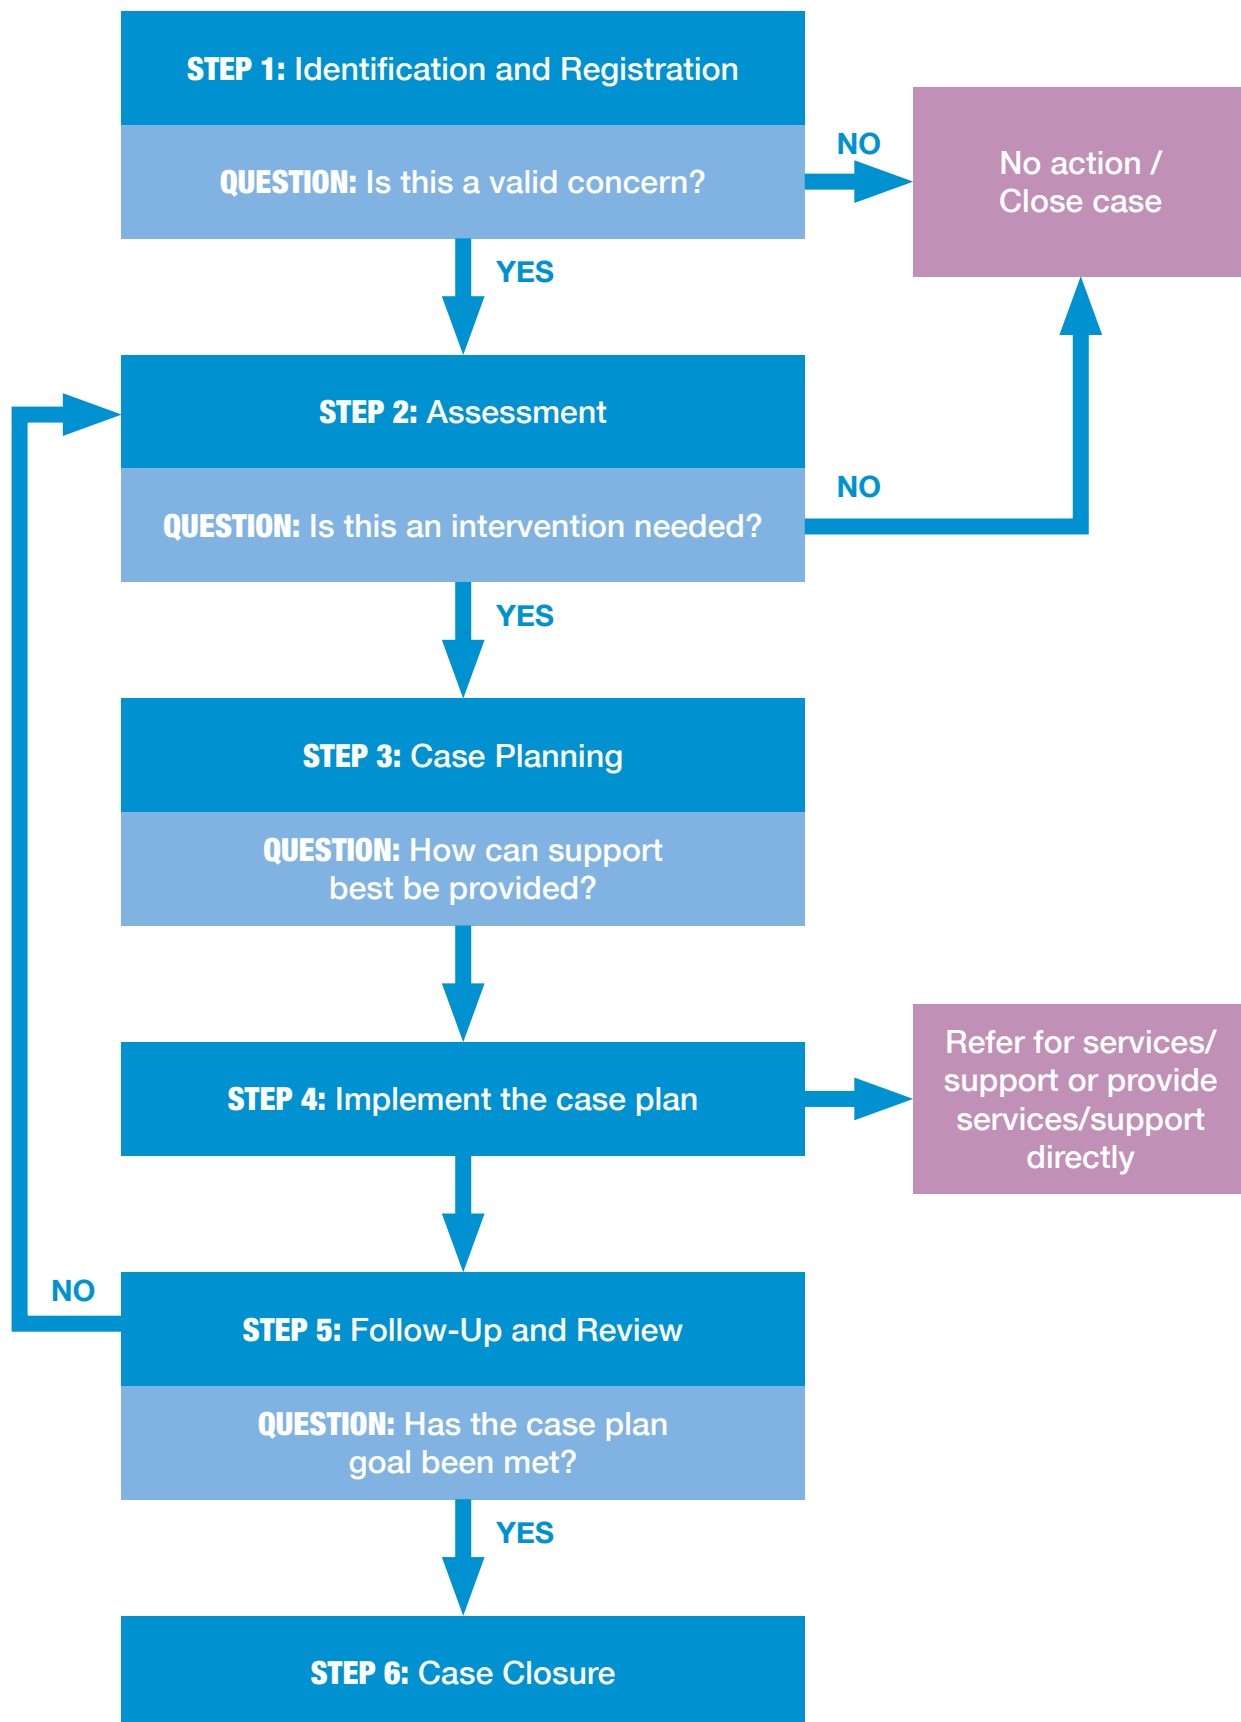 STEP 1: Identification and Registration
QUESTION: Is this a valid concern?
NO
No action /
Close case
YES
STEP 2: Assessment
QUESTION: Is this an intervention needed?
NO
YES
STEP 3: Case Planning
QUESTION: How can support
best be provided?
STEP 4: Implement the case plan
Refer for services/
support or provide
services/support
directly
NO
STEP 5: Follow-Up and Review
QUESTION: Has the case plan
goal been met?
YES
STEP 6: Case Closure